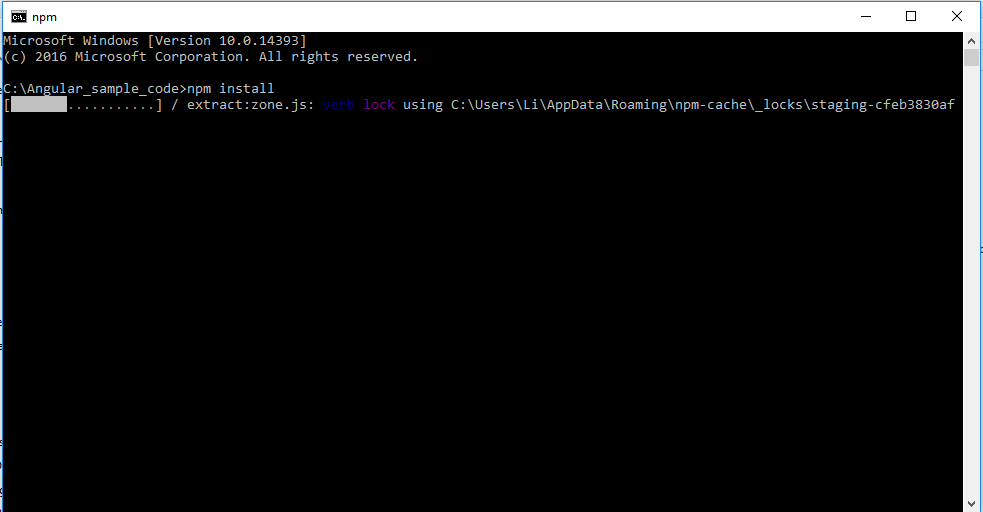 npm
Microsoft Windows [Version 10.0.14393]
(c) 2016 Microsoft Corporation. All rights reserved.
C:\Angular_sample_code>npm install
[       ...........] / extract:zone.js: verb lock using C:\Users\Li\AppData\Roaming\npm-cache\_locks\staging-cfeb3830af